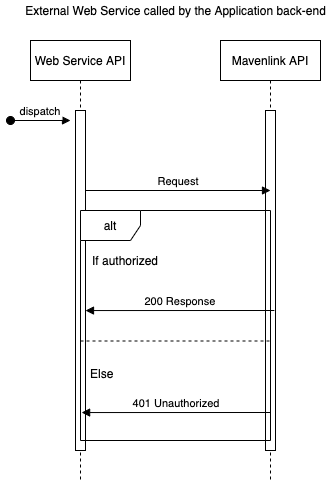 External Web Service called by the Application back-end
Web Service API
Mavenlink API
dispatch
Request
alt
If authorized
200 Response
Else
401 Unauthorized